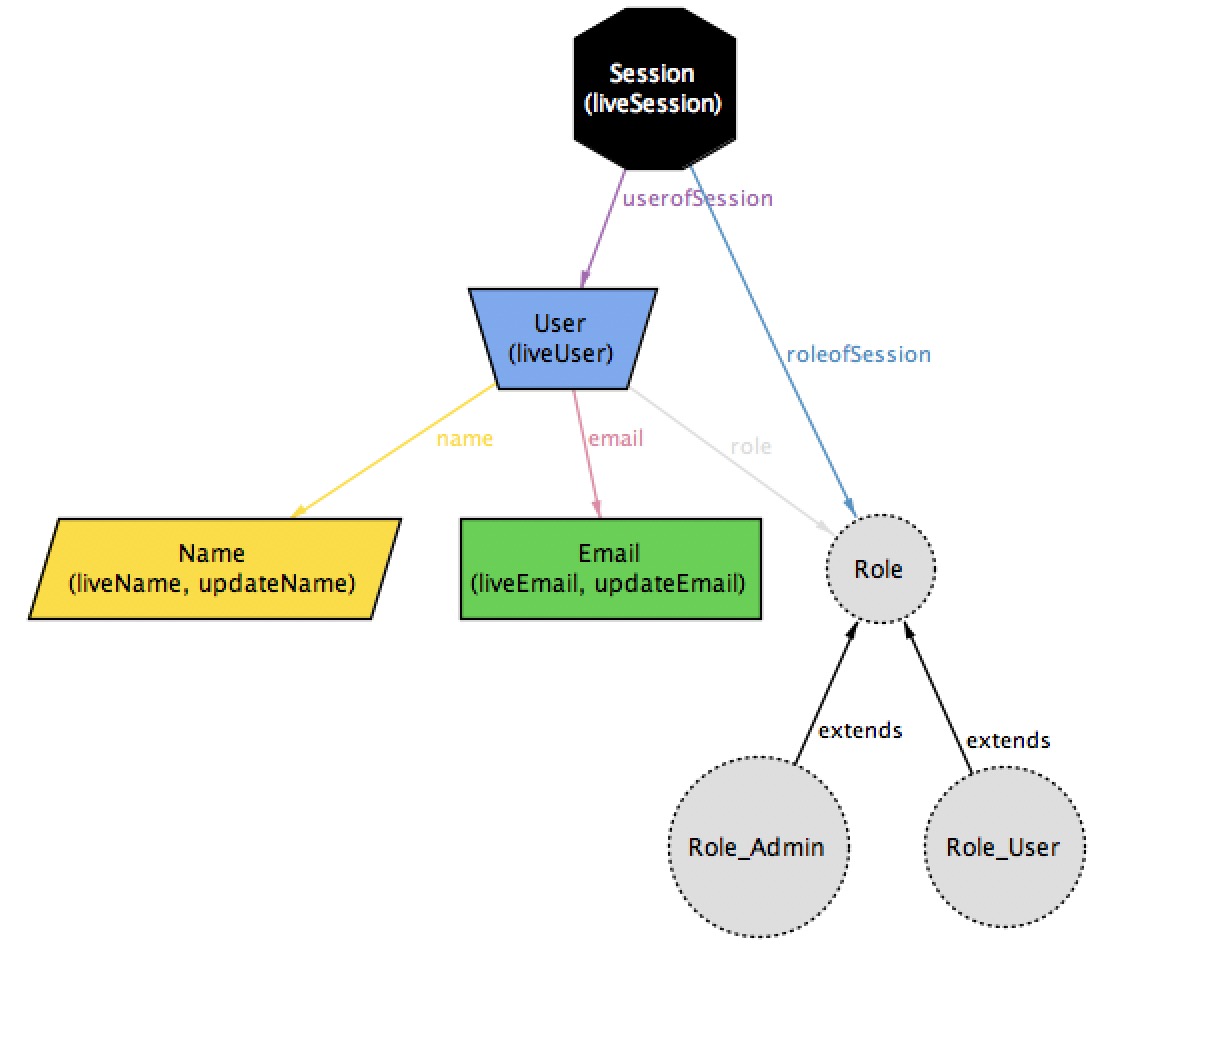 Session
(liveSession)
userofSession
roleofSession
User
(liveUser)
name
email
role
Name
(liveName, updateName)
Email
(liveEmail, updateEmail)
Role
extends
extends
Role_Admin
Role_User